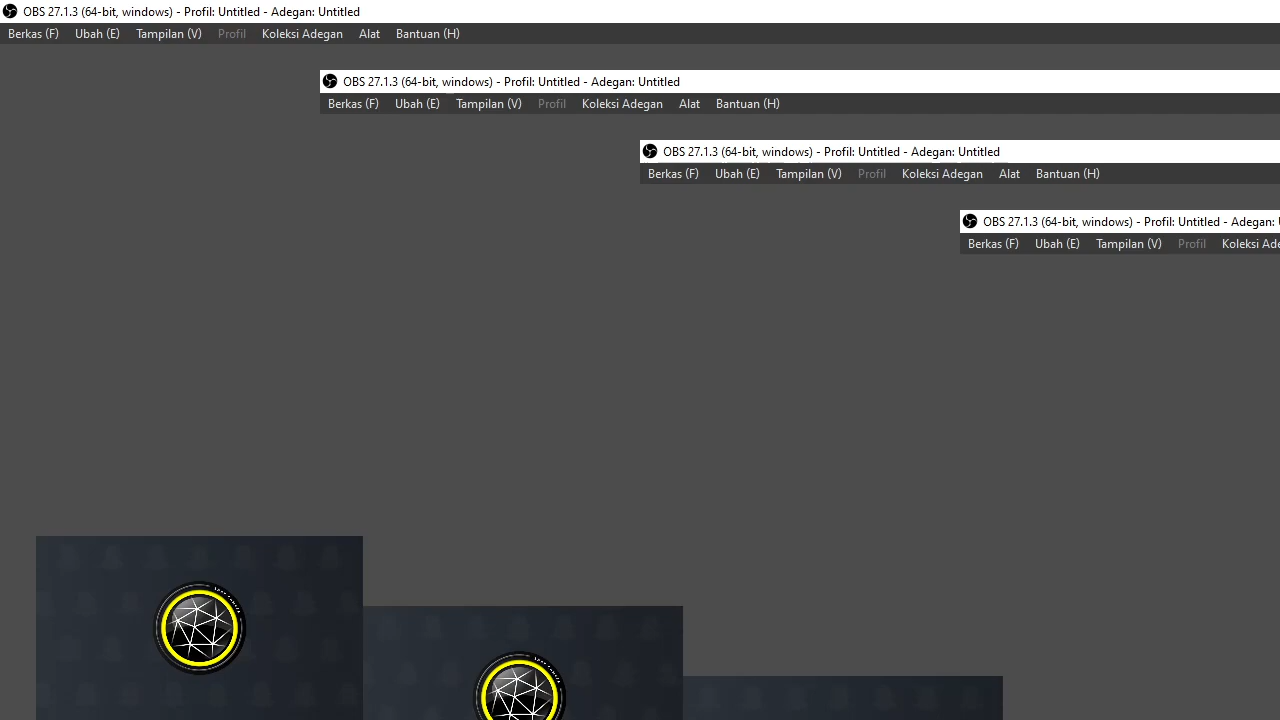 OBS 27.1.3 (64-bit, windows) - Profil: Untitled - Adegan: Untitled
Berkas (F) Ubah (E) Tampilan (V) Profil Koleksi Adegan Alat Bantuan (H)
OBS 27.1.3 (64-bit, windows) - Profil: Untitled - Adegan: Untitled
Berkas (F) Ubah (E) Tampilan (V) Profil Koleksi Adegan Alat Bantuan (H)
OBS 27.1.3 (64-bit, windows) - Profil: Untitled - Adegan: Untitled
Berkas (F) Ubah (E) Tampilan (V) Profil Koleksi Adegan Alat Bantuan (H)
OBS 27.1.3 (64-bit, windows) - Profil: Untitled - Adegan:
Berkas (F) Ubah (E) Tampilan (V) Profil Koleksi